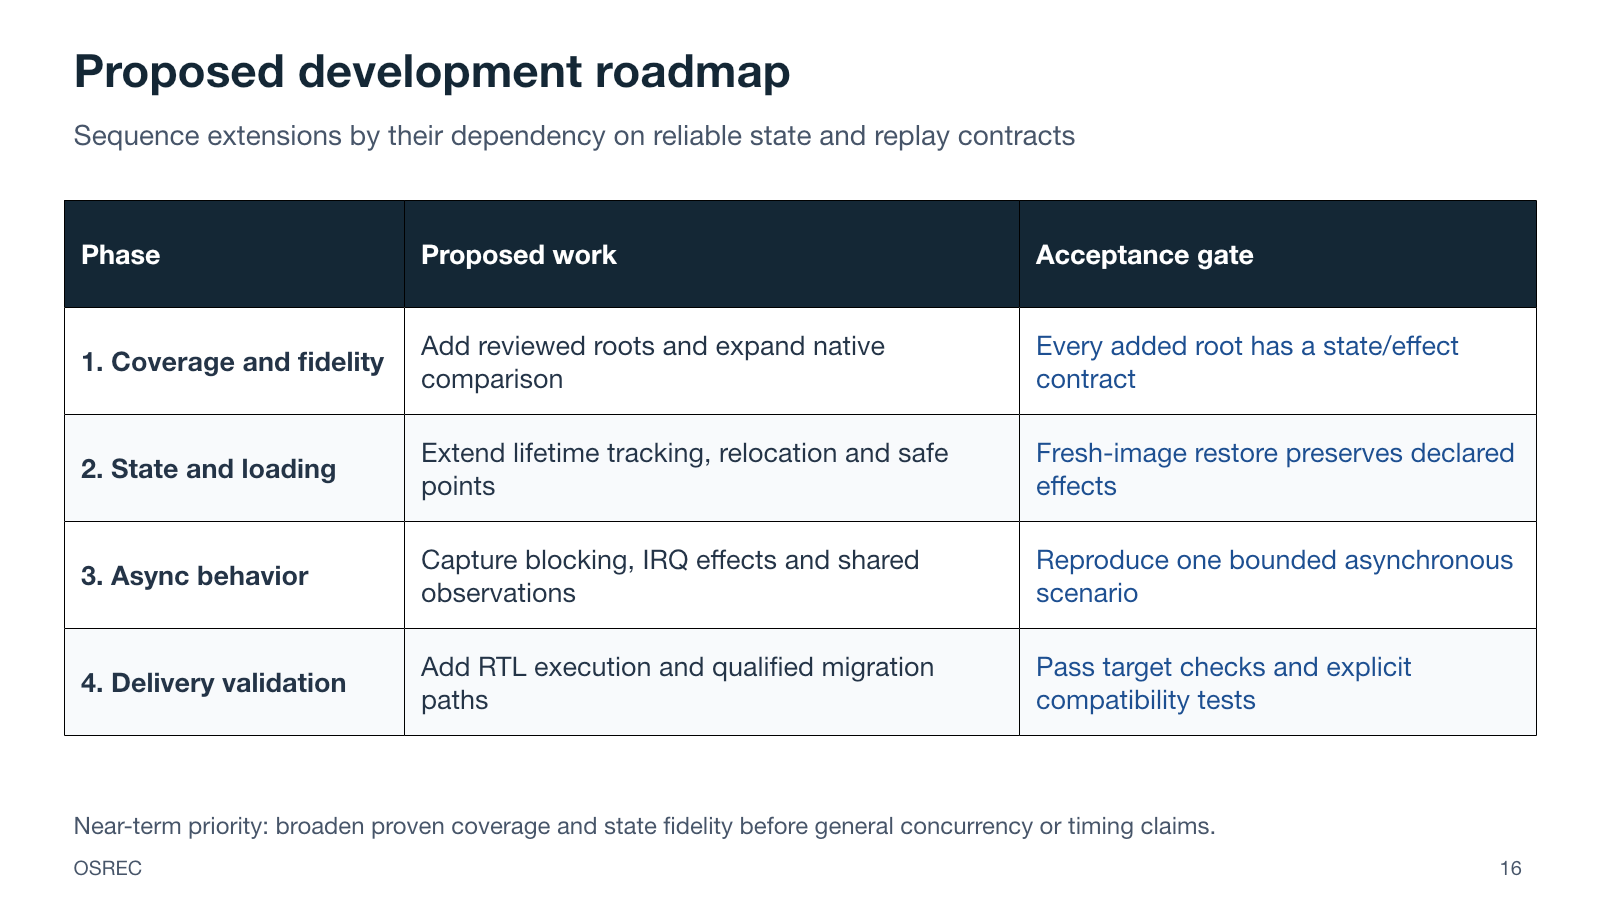 Proposed development roadmap
Sequence extensions by their dependency on reliable state and replay contracts
Phase
Proposed work
Acceptance gate
1. Coverage and fidelity
Add reviewed roots and expand native
comparison
Every added root has a state/effect
contract
2. State and loading
Extend lifetime tracking, relocation and safe
points
Fresh-image restore preserves declared
effects
3. Async behavior
Capture blocking, IRQ effects and shared
observations
Reproduce one bounded asynchronous
scenario
4. Delivery validation
Add RTL execution and qualified migration
paths
Pass target checks and explicit
compatibility tests
Near-term priority: broaden proven coverage and state fidelity before general concurrency or timing claims.
OSREC
16